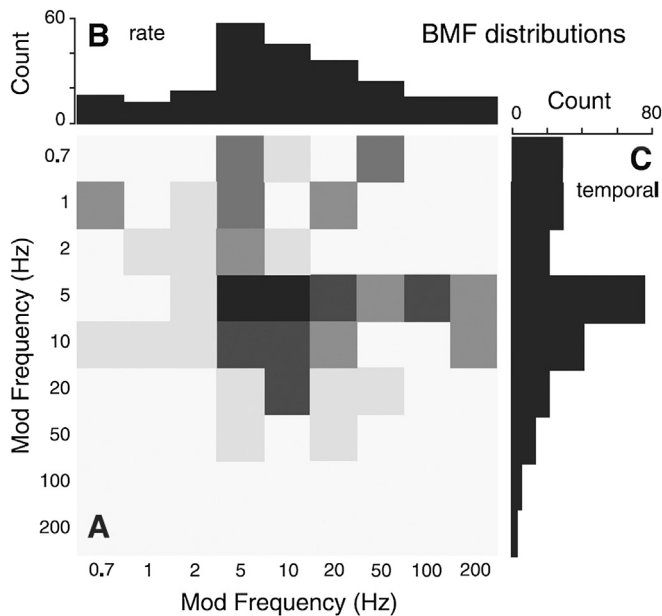 60
B rate
BMF distributions
Count
0
Count
0 80
C
temporal
0.7
1
2
5
10
20
50
100
200
Mod Frequency (Hz)
A
0.7 1 2 5 10 20 50 100 200
Mod Frequency (Hz)